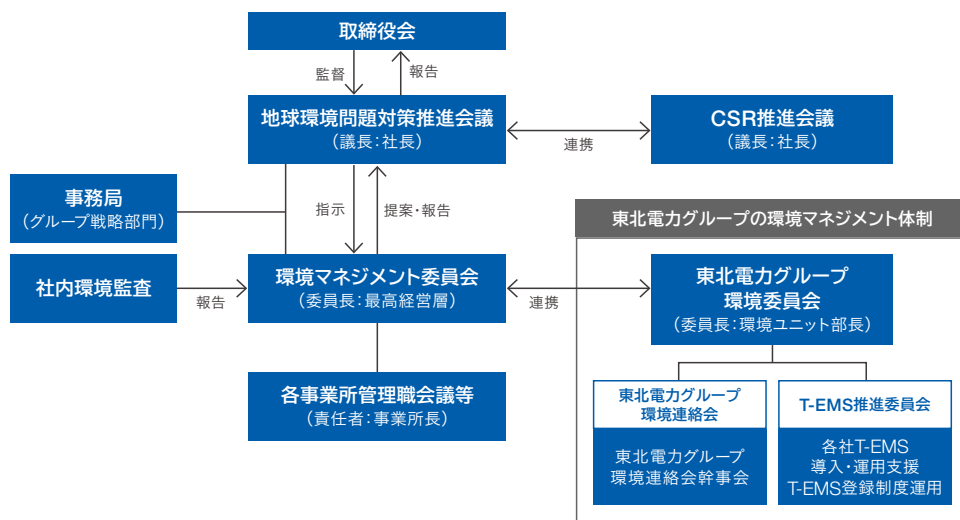 取締役会
監督
報告
地球環境問題対策推進会議
(議長:社長)
連携
CSR推進会議
(議長:社長)
事務局
(グループ戦略部門)
指示
提案・報告
東北電力グループの環境マネジメント体制
社内環境監査
報告
環境マネジメント委員会
(委員長:最高経営層)
連携
東北電力グループ
環境委員会
(委員長:環境ユニット部長)
各事業所管理職会議等
(責任者:事業所長)
東北電力グループ
環境連絡会
東北電力グループ
環境連絡会幹事会
T-EMS推進委員会
各社T-EMS
導入・運用支援
T-EMS登録制度運用